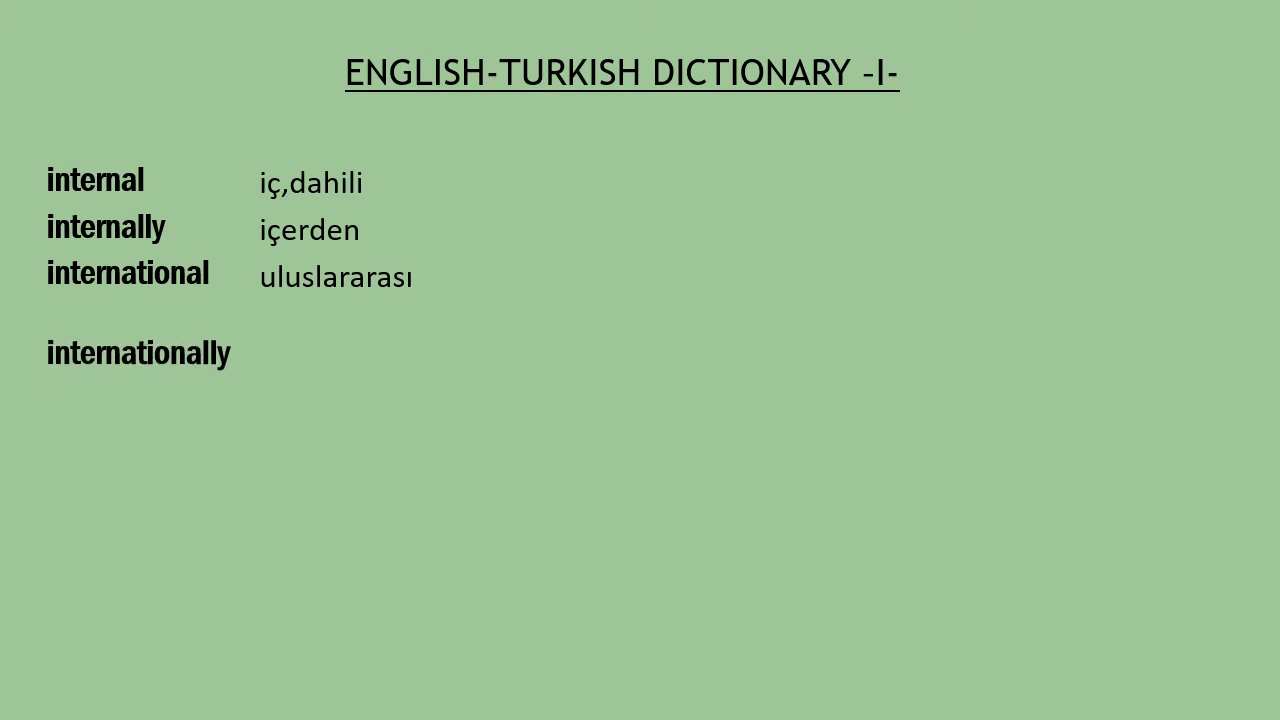 ENGLISH-TURKISH DICTIONARY –I-
internal iç,dahili
internally içerden
international uluslararası
internationally